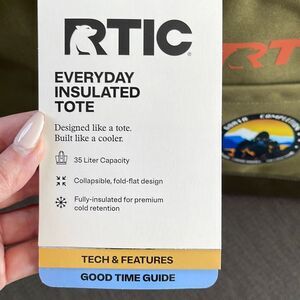 RTIC
EVERYDAY
INSULATED
TOTE
Designed like a tote.
Built like a cooler.
35 Liter Capacity
Collapsible, fold-flat design
Fully-insulated for premium
cold retention
TECH & FEATURES
GOOD TIME GUIDE
RT